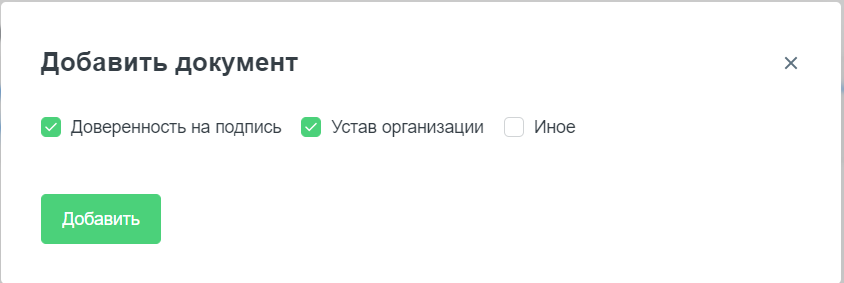 Добавить документ
Доверенность на подпись Устав организации Иное
Добавить